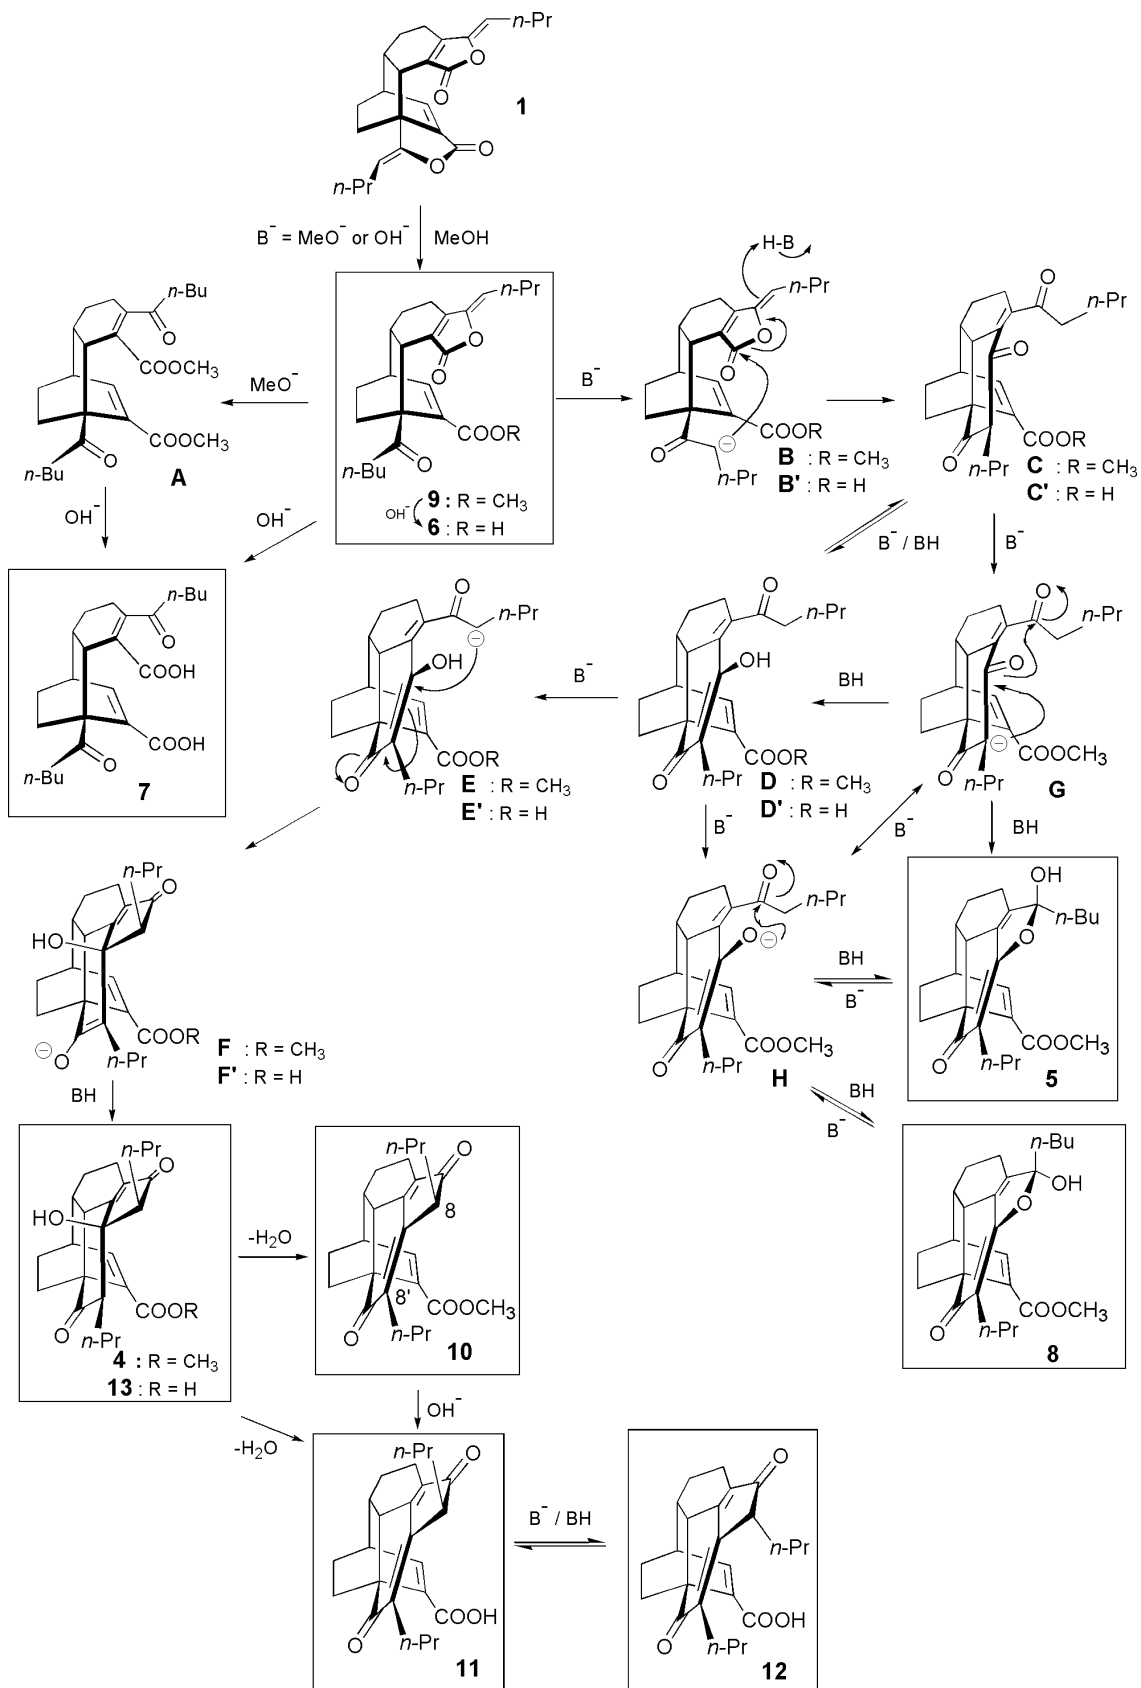 n-Pr
O
O
1
O
O
n-Pr
B⁻ = MeO⁻ or OH⁻
MeOH
n-Bu
O
COOCH3
COOCH3
O
n-Bu
A
MeO⁻
n-Pr
O
O
COOR
O
n-Bu
9 : R = CH3
OH⁻
6 : R = H
B⁻
H-B
n-Pr
O
O
COOR
O
⊖
n-Pr
B : R = CH3
B' : R = H
O
n-Pr
O
COOR
O
n-Pr
C : R = CH3
C' : R = H
OH⁻
OH⁻
B⁻ / BH
B⁻
n-Bu
O
COOH
COOH
O
n-Bu
7
O
n-Pr
⊖
OH
COOR
O
n-Pr
E : R = CH3
E' : R = H
B⁻
O
n-Pr
OH
COOR
O
n-Pr
D : R = CH3
D' : R = H
BH
O
n-Pr
O
⊖
COOCH3
O
n-Pr
G
B⁻
B⁻
BH
n-Pr
O
HO
COOR
⊖
O
n-Pr
F : R = CH3
F' : R = H
BH
O
n-Pr
O
⊖
COOCH3
O
n-Pr
H
BH
B⁻
OH
n-Bu
O
COOCH3
O
n-Pr
5
BH
B⁻
n-Pr
O
HO
COOR
O
n-Pr
4 : R = CH3
13 : R = H
-H2O
n-Pr
O
8
8'
COOCH3
O
n-Pr
10
n-Bu
OH
O
COOCH3
O
n-Pr
8
-H2O
OH⁻
n-Pr
O
COOH
O
n-Pr
11
B⁻ / BH
O
n-Pr
COOH
O
n-Pr
12